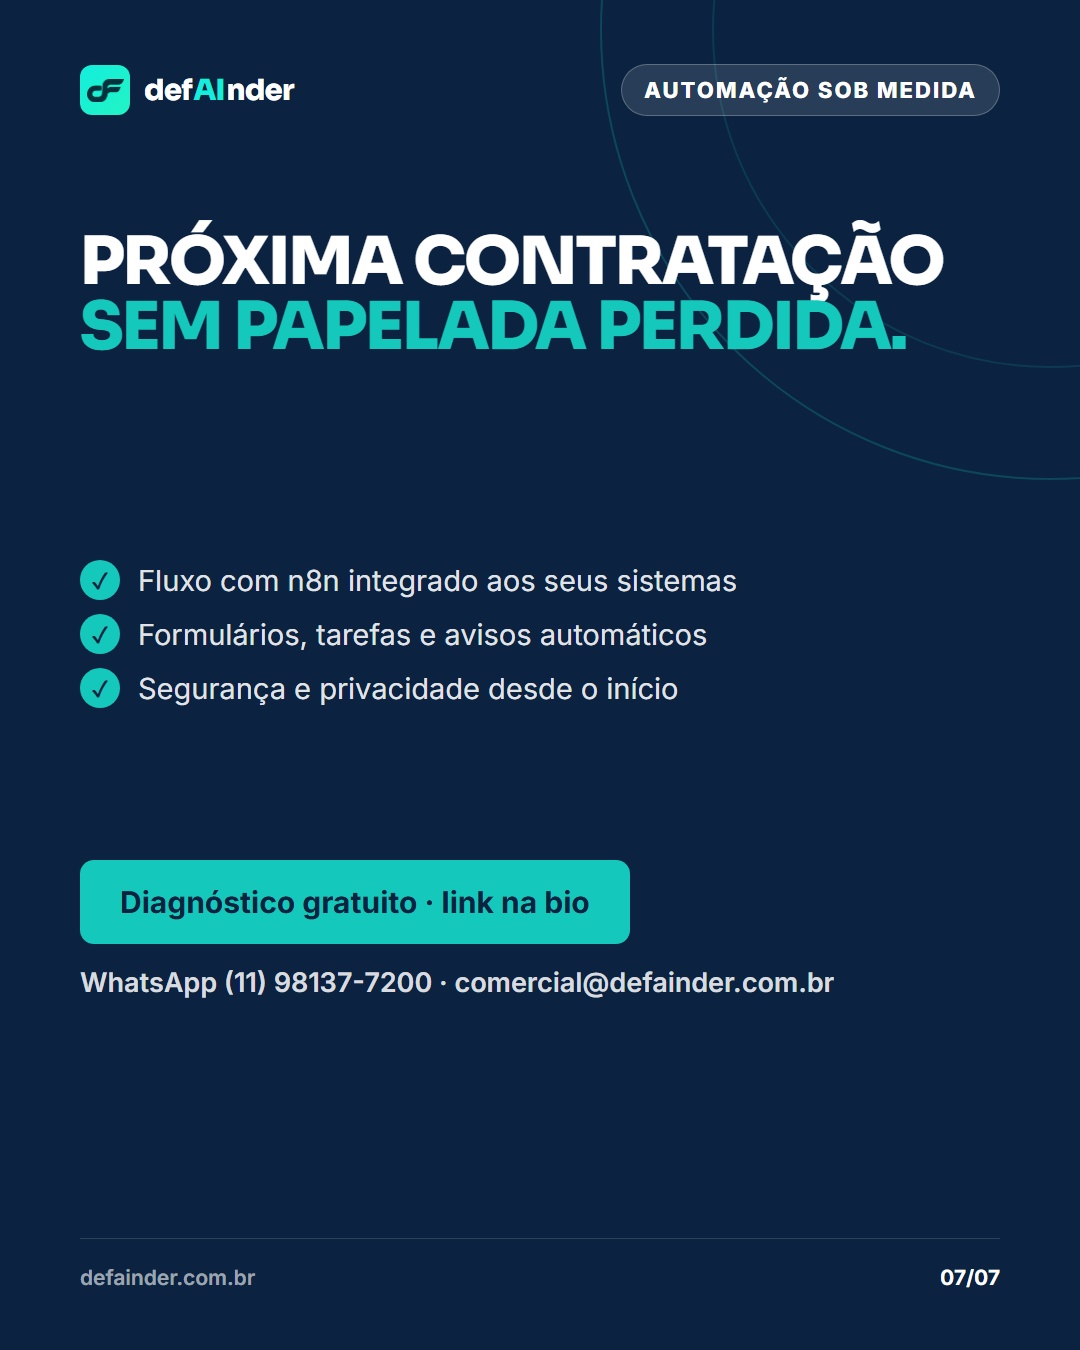 defAInder
AUTOMAÇÃO SOB MEDIDA
PRÓXIMA CONTRATAÇÃO
SEM PAPELADA PERDIDA.
Fluxo com n8n integrado aos seus sistemas
Formulários, tarefas e avisos automáticos
Segurança e privacidade desde o início
Diagnóstico gratuito · link na bio
WhatsApp (11) 98137-7200 · comercial@defainder.com.br
defainder.com.br
07/07